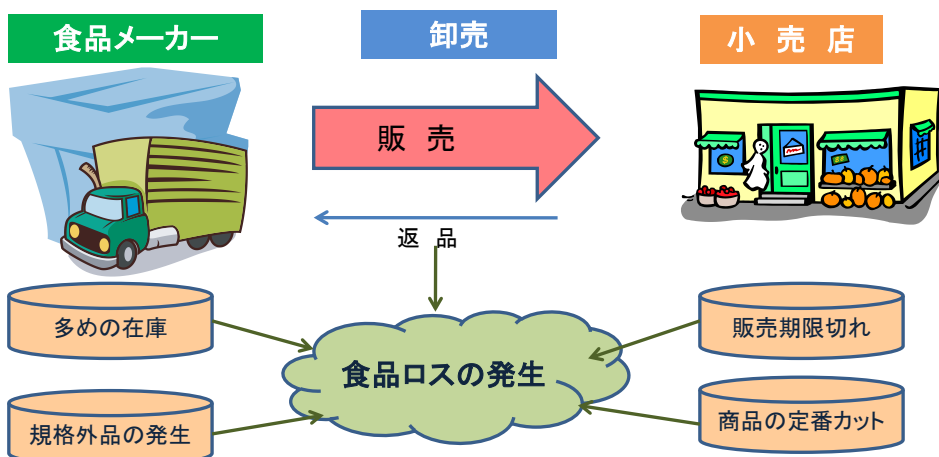 食品メーカー
卸売
小 売 店
販 売
返 品
多めの在庫
販売期限切れ
食品ロスの発生
規格外品の発生
商品の定番カット